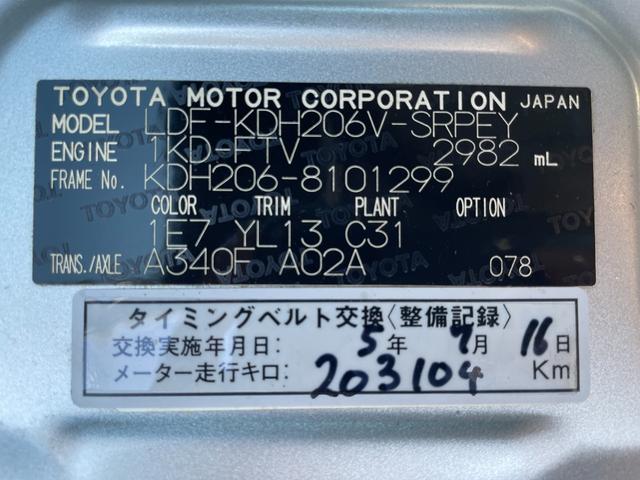 TOYOTA MOTOR CORPORATION JAPAN
MODEL LDF-KDH206V-SRPEY
ENGINE 1KD-FTV 2982 mL
FRAME No. KDH206-8101299
COLOR TRIM PLANT OPTION
1E7 YL13 C31
TRANS./AXLE A340F A02A 078
タイミングベルト交換〈整備記録〉
交換実施年月日: 5年 7月 16日
メーター走行キロ: 203104 Km